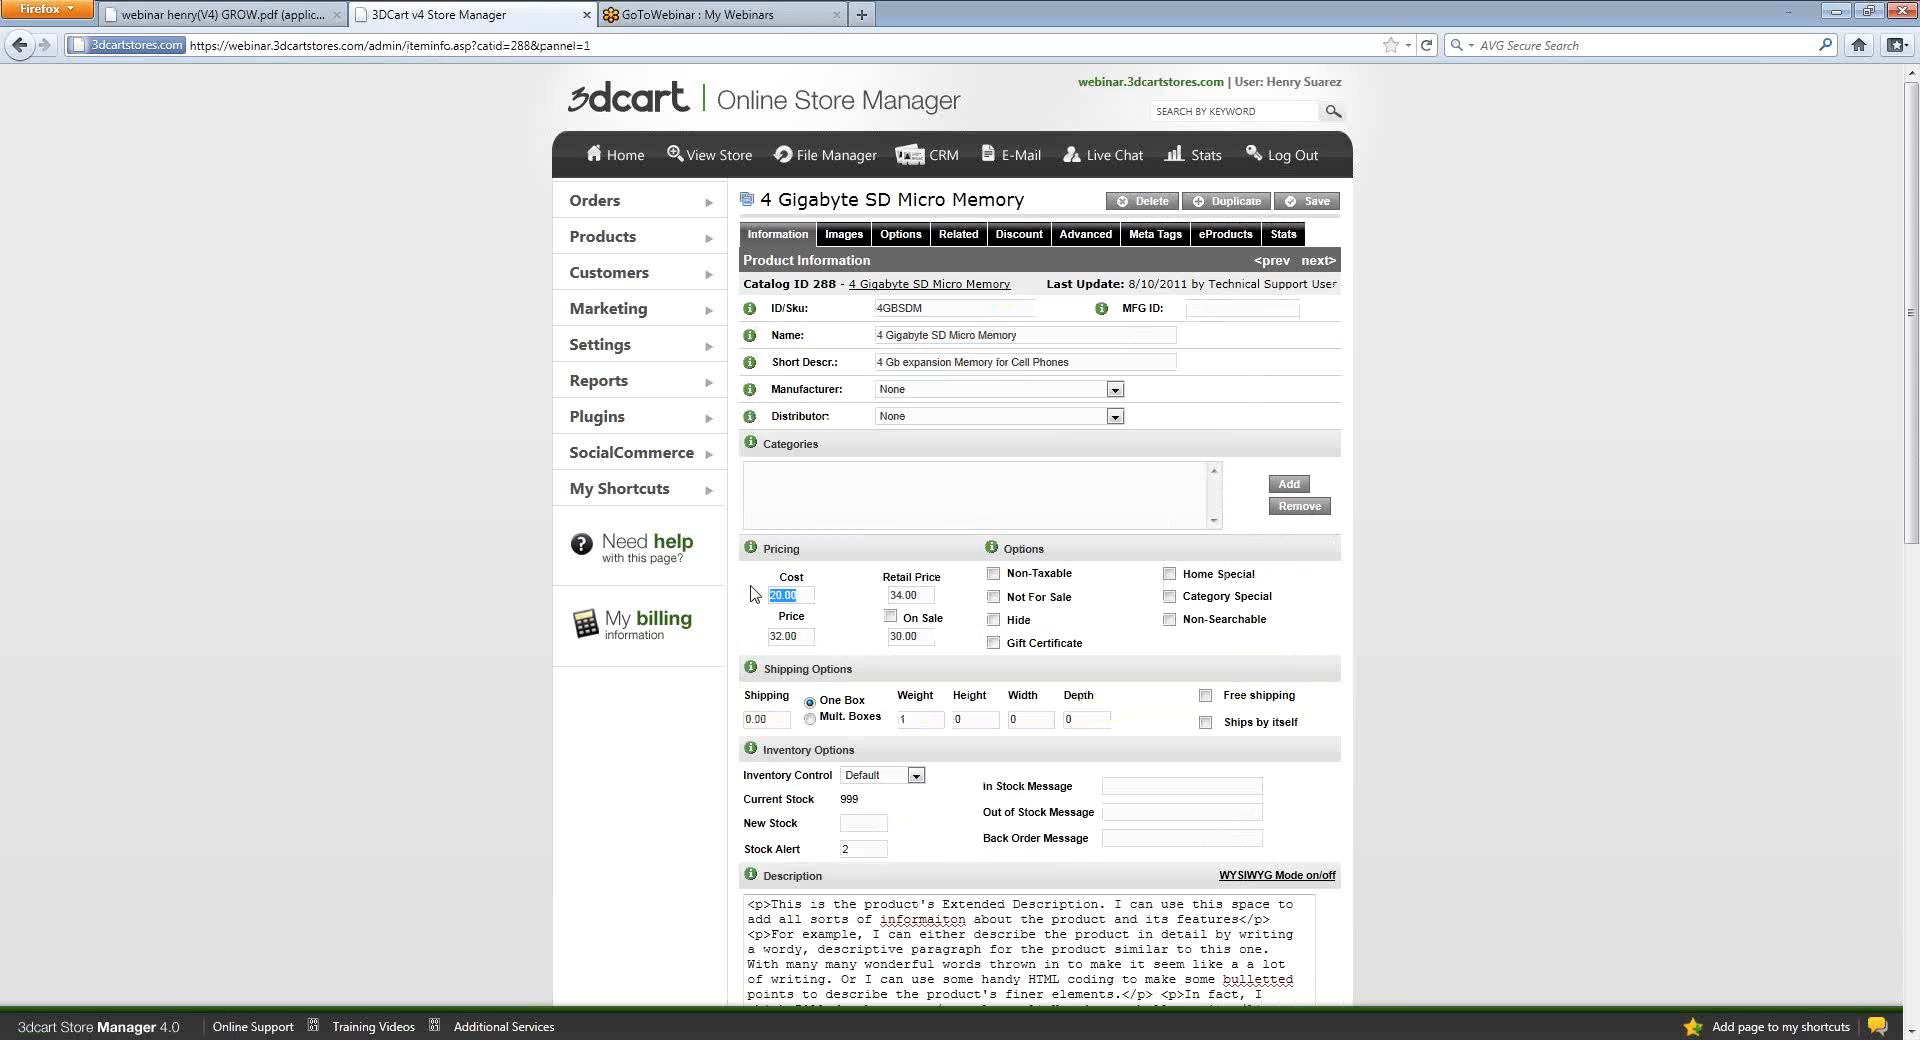 Firefox
webinar henry(V4) GROW.pdf (applic...
3DCart v4 Store Manager
GoToWebinar : My Webinars
3dcartstores.com
https://webinar.3dcartstores.com/admin/iteminfo.asp?catid=288&pannel=1
AVG Secure Search
3dcart | Online Store Manager
webinar.3dcartstores.com | User: Henry Suarez
SEARCH BY KEYWORD
Home
View Store
File Manager
CRM
E-Mail
Live Chat
Stats
Log Out
Orders
Products
Customers
Marketing
Settings
Reports
Plugins
SocialCommerce
My Shortcuts
Need help
with this page?
My billing
information
4 Gigabyte SD Micro Memory
Delete
Duplicate
Save
Information
Images
Options
Related
Discount
Advanced
Meta Tags
eProducts
Stats
Product Information
<prev next>
Catalog ID 288 - 4 Gigabyte SD Micro Memory
Last Update: 8/10/2011 by Technical Support User
ID/Sku: 4GBSDM
MFG ID:
Name: 4 Gigabyte SD Micro Memory
Short Descr.: 4 Gb expansion Memory for Cell Phones
Manufacturer: None
Distributor: None
Categories
Add
Remove
Pricing
Options
Cost
Retail Price
20.00
34.00
Price
On Sale
32.00
30.00
Non-Taxable
Not For Sale
Hide
Gift Certificate
Home Special
Category Special
Non-Searchable
Shipping Options
Shipping
One Box
Mult. Boxes
Weight
Height
Width
Depth
0.00
1
0
0
0
Free shipping
Ships by itself
Inventory Options
Inventory Control Default
Current Stock 999
New Stock
Stock Alert 2
in Stock Message
Out of Stock Message
Back Order Message
Description
WYSIWYG Mode on/off
<p>This is the product's Extended Description. I can use this space to
add all sorts of informaiton about the product and its features</p>
<p>For example, I can either describe the product in detail by writing
a wordy, descriptive paragraph for the product similar to this one.
With many many wonderful words thrown in to make it seem like a a lot
of writing. Or I can use some handy HTML coding to make some bulletted
points to describe the product's finer elements.</p> <p>In fact, I
3dcart Store Manager 4.0
Online Support
Training Videos
Additional Services
Add page to my shortcuts